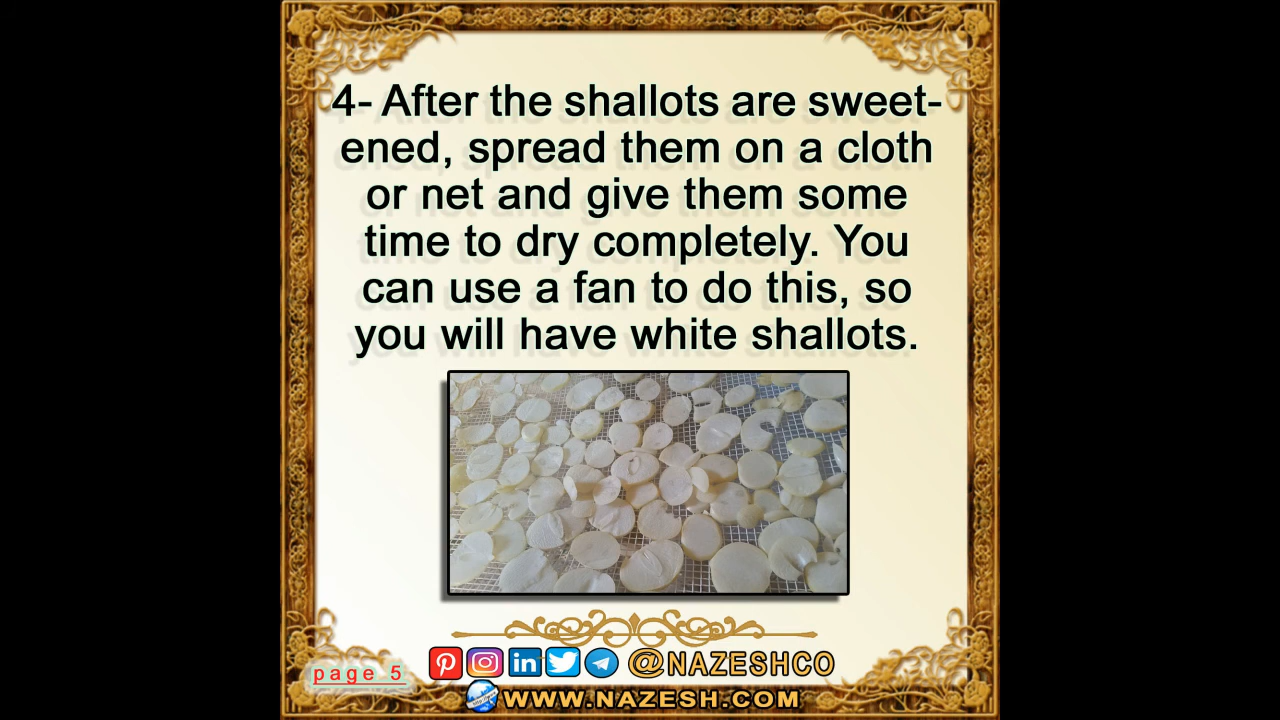 4- After the shallots are sweet-
ened, spread them on a cloth
or net and give them some
time to dry completely. You
can use a fan to do this, so
you will have white shallots.
@NAZESHCO
page 5
WWW.NAZESH.COM